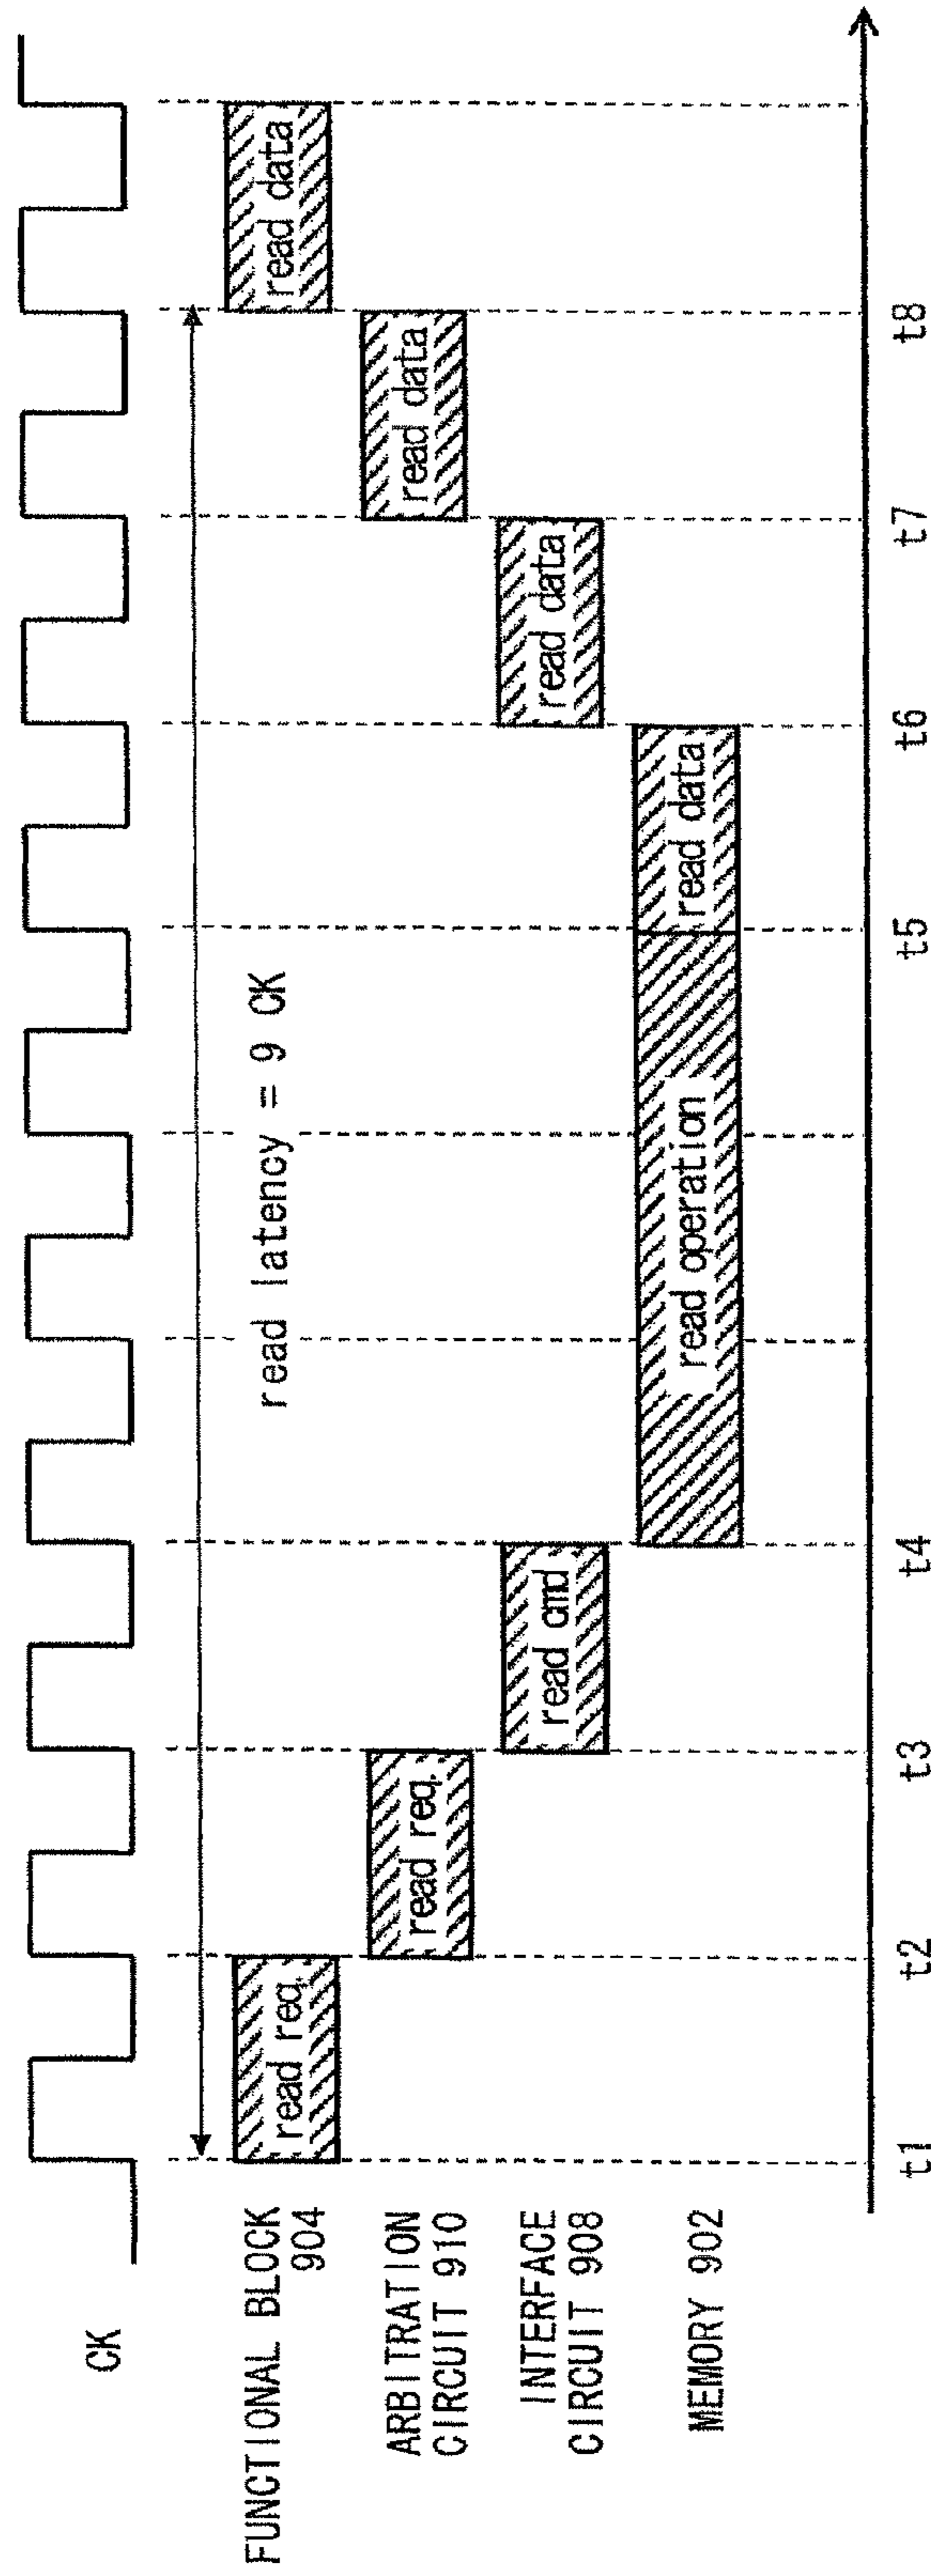 CK
FUNCTIONAL BLOCK
904
read req.
read data
read latency = 9 CK
ARBITRATION
CIRCUIT 910
read req.
read data
INTERFACE
CIRCUIT 908
read cmd
read data
MEMORY 902
read operation
read data
t1
t2
t3
t4
t5
t6
t7
t8